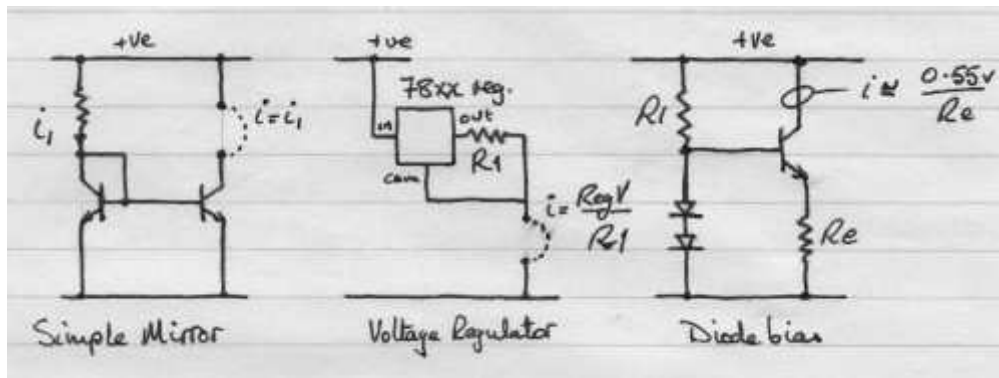 +ve
i1
i=i1
Simple Mirror
+ve
78xx reg.
in
out
R1
com
i= RegV
R1
Voltage Regulator
+ve
R1
i ≈ 0.55v
Re
Re
Diode bias